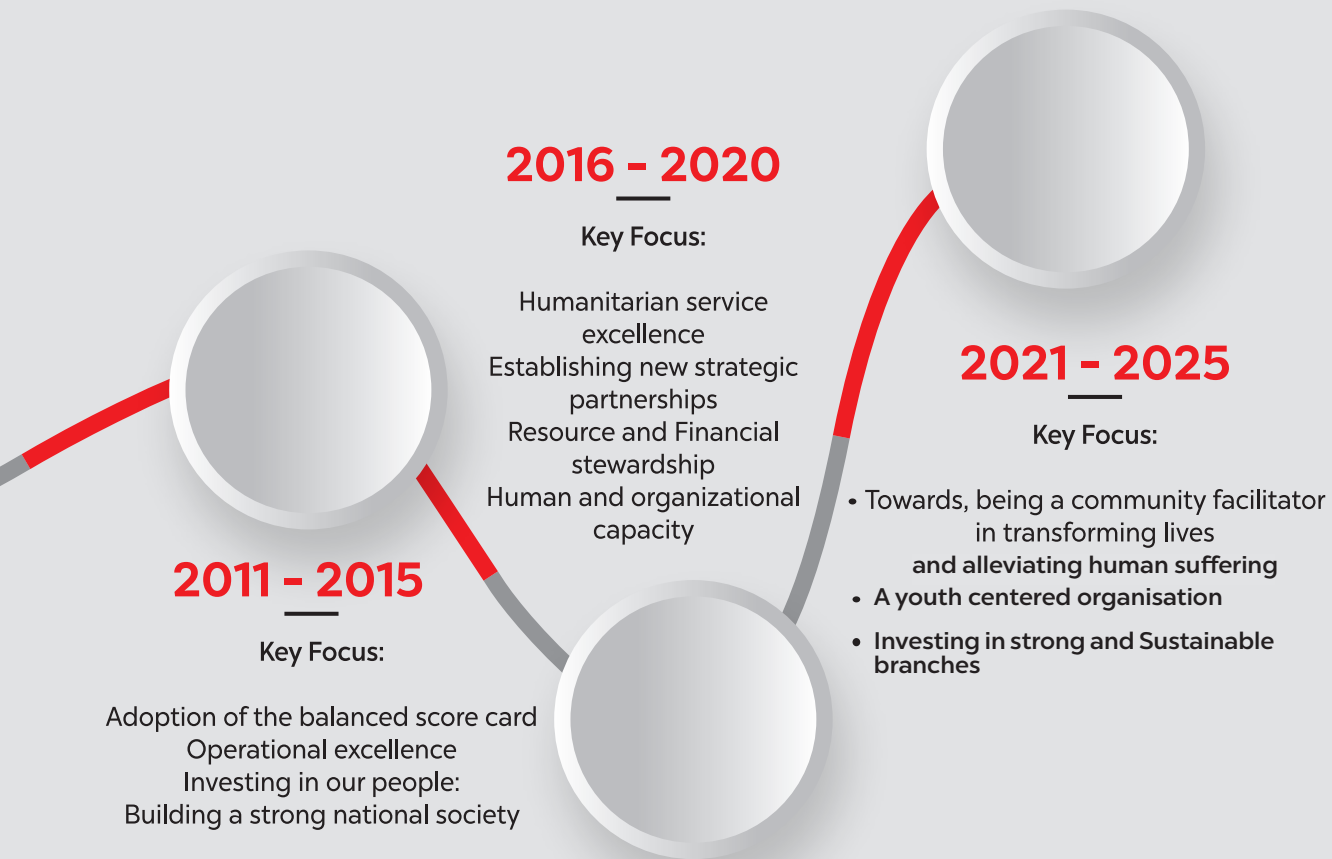 2011 - 2015
Key Focus:
Adoption of the balanced score card
Operational excellence
Investing in our people:
Building a strong national society
2016 - 2020
Key Focus:
Humanitarian service
excellence
Establishing new strategic
partnerships
Resource and Financial
stewardship
Human and organizational
capacity
2021 - 2025
Key Focus:
• Towards, being a community facilitator
in transforming lives
and alleviating human suffering
• A youth centered organisation
• Investing in strong and Sustainable
branches